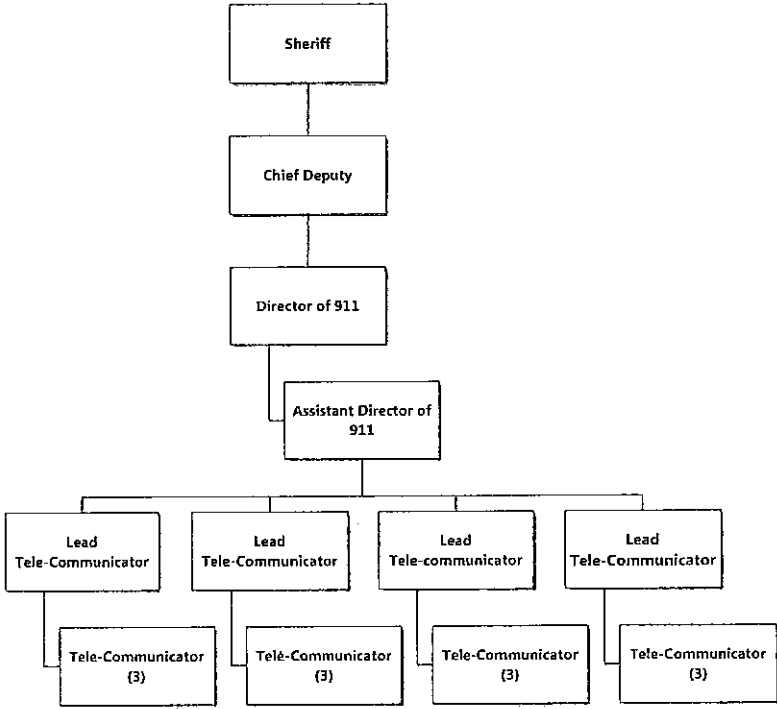 Sheriff
Chief Deputy
Director of 911
Assistant Director of
911
Lead
Tele-Communicator
Lead
Tele-Communicator
Lead
Tele-communicator
Lead
Tele-Communicator
Tele-Communicator
(3)
Tele-Communicator
(3)
Tele-Communicator
(3)
Tele-Communicator
(3)